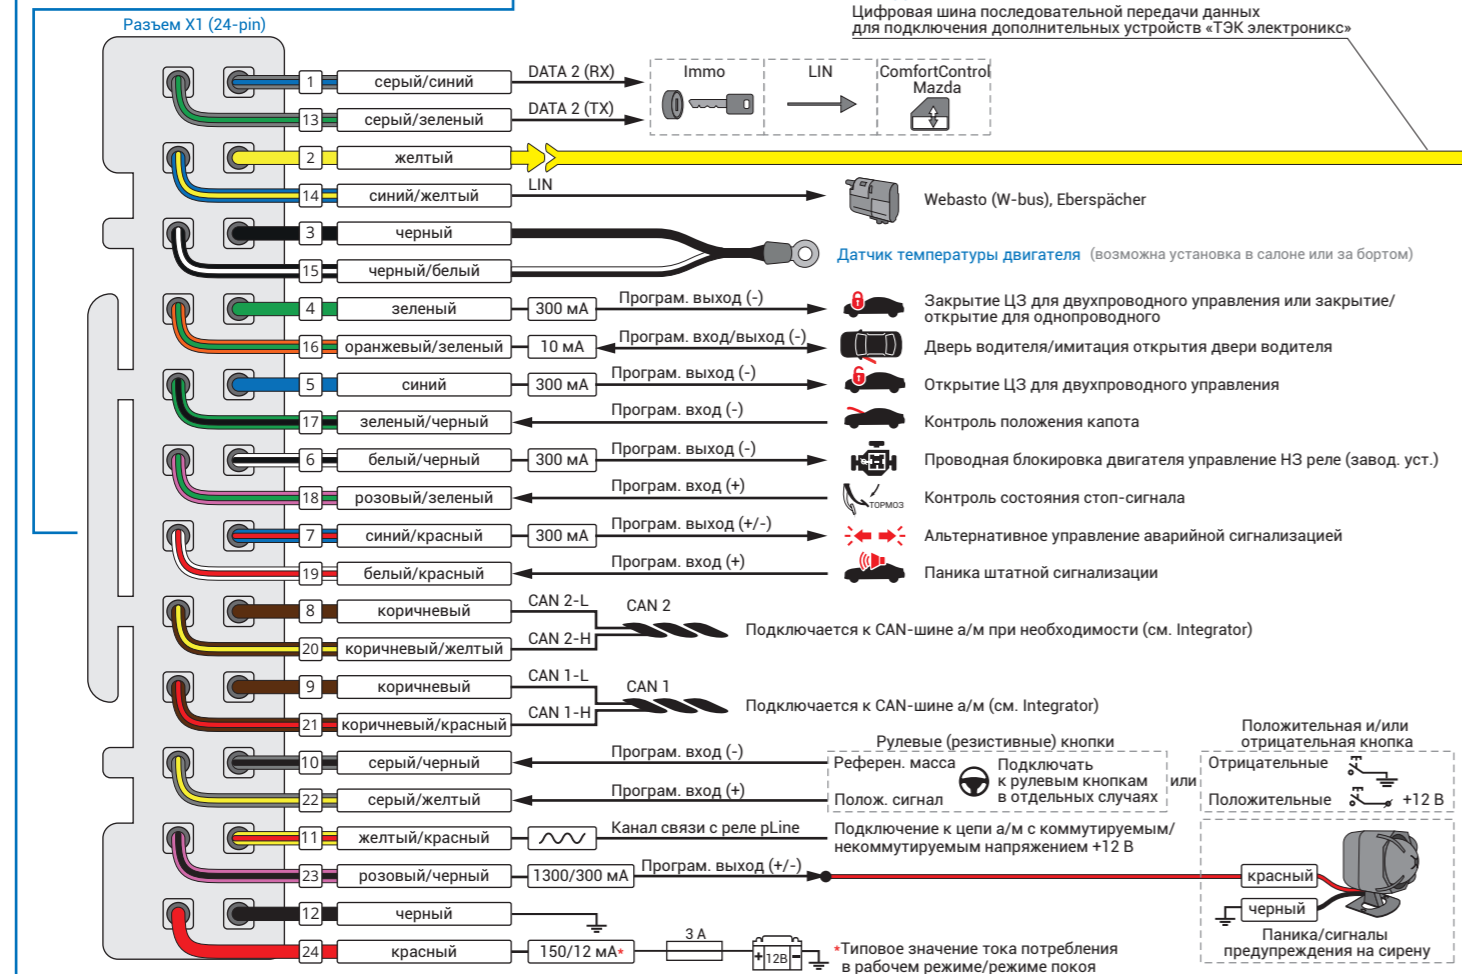 Цифровая шина последовательной передачи данных
для подключения дополнительных устройств «ТЭК электроникс»
Разъем X1 (24-pin)
1 серый/синий DATA 2 (RX)
13 серый/зеленый DATA 2 (TX)
Immo LIN ComfortControl
Mazda
2 желтый
14 синий/желтый LIN Webasto (W-bus), Eberspächer
3 черный
15 черный/белый
Датчик температуры двигателя (возможна установка в салоне или за бортом)
4 зеленый 300 мА Програм. выход (-) Закрытие ЦЗ для двухпроводного управления или закрытие/
открытие для однопроводного
16 оранжевый/зеленый 10 мА Програм. вход/выход (-) Дверь водителя/имитация открытия двери водителя
5 синий 300 мА Програм. выход (-) Открытие ЦЗ для двухпроводного управления
17 зеленый/черный Програм. вход (-) Контроль положения капота
6 белый/черный 300 мА Програм. выход (-) Проводная блокировка двигателя управление НЗ реле (завод. уст.)
18 розовый/зеленый Програм. вход (+) ТОРМОЗ Контроль состояния стоп-сигнала
7 синий/красный 300 мА Програм. выход (+/-) Альтернативное управление аварийной сигнализацией
19 белый/красный Програм. вход (+) Паника штатной сигнализации
8 коричневый CAN 2-L
20 коричневый/желтый CAN 2-H
CAN 2 Подключается к CAN-шине а/м при необходимости (см. Integrator)
9 коричневый CAN 1-L
21 коричневый/красный CAN 1-H
CAN 1 Подключается к CAN-шине а/м (см. Integrator)
10 серый/черный Програм. вход (-)
22 серый/желтый Програм. вход (+)
Рулевые (резистивные) кнопки
Референ. масса
Полож. сигнал
Подключать
к рулевым кнопкам
в отдельных случаях
или
Положительная и/или
отрицательная кнопка
Отрицательные
Положительные +12 В
11 желтый/красный Канал связи с реле pLine Подключение к цепи а/м с коммутируемым/
некоммутируемым напряжением +12 В
23 розовый/черный 1300/300 мА Програм. выход (+/-)
красный
черный
Паника/сигналы
предупреждения на сирену
12 черный
24 красный 150/12 мА* 3 А + 12В -
*Типовое значение тока потребления
в рабочем режиме/режиме покоя